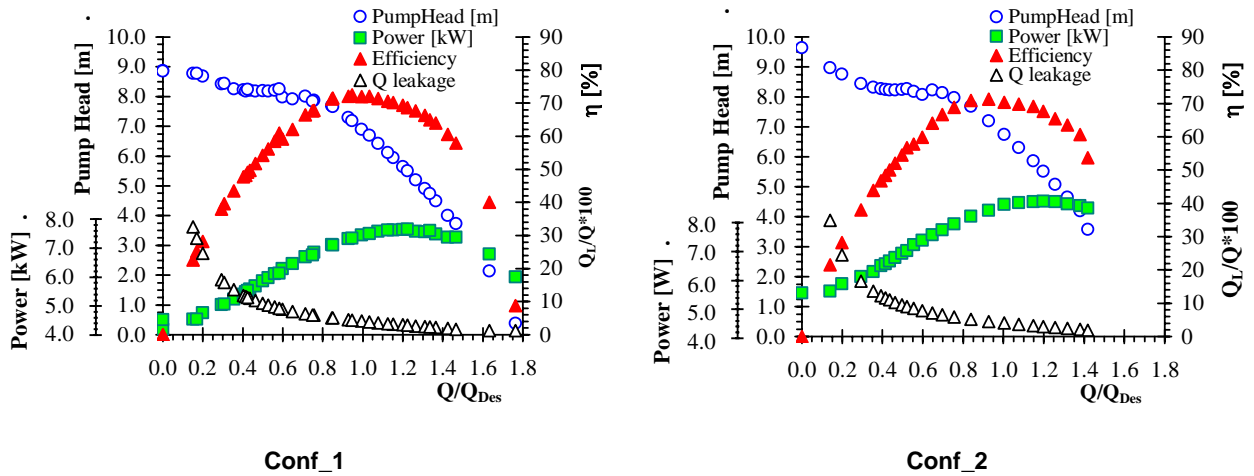 PumpHead [m]
Power [kW]
Efficiency
Q leakage
Pump Head [m]
10.0
9.0
8.0
7.0
6.0
5.0
4.0
3.0
2.0
1.0
0.0
Power [kW]
8.0
7.0
6.0
5.0
4.0
η [%]
90
80
70
60
50
40
30
20
10
0
Q_L/Q*100
0.0 0.2 0.4 0.6 0.8 1.0 1.2 1.4 1.6 1.8
Q/Q_Des
Conf_1
PumpHead [m]
Power [kW]
Efficiency
Q leakage
Pump Head [m]
10.0
9.0
8.0
7.0
6.0
5.0
4.0
3.0
2.0
1.0
0.0
Power [W]
8.0
7.0
6.0
5.0
4.0
η [%]
90
80
70
60
50
40
30
20
10
0
Q_L/Q*100
0.0 0.2 0.4 0.6 0.8 1.0 1.2 1.4 1.6 1.8
Q/Q_Des
Conf_2